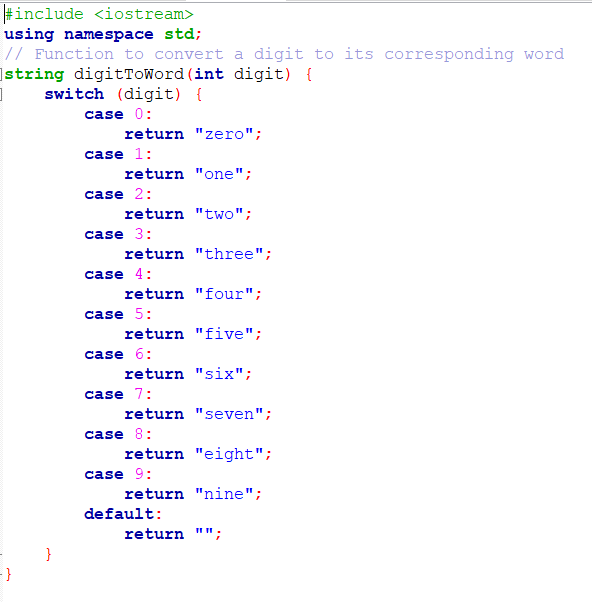 #include <iostream>
using namespace std;
// Function to convert a digit to its corresponding word
string digitToWord(int digit) {
    switch (digit) {
        case 0:
            return "zero";
        case 1:
            return "one";
        case 2:
            return "two";
        case 3:
            return "three";
        case 4:
            return "four";
        case 5:
            return "five";
        case 6:
            return "six";
        case 7:
            return "seven";
        case 8:
            return "eight";
        case 9:
            return "nine";
        default:
            return "";
    }
}